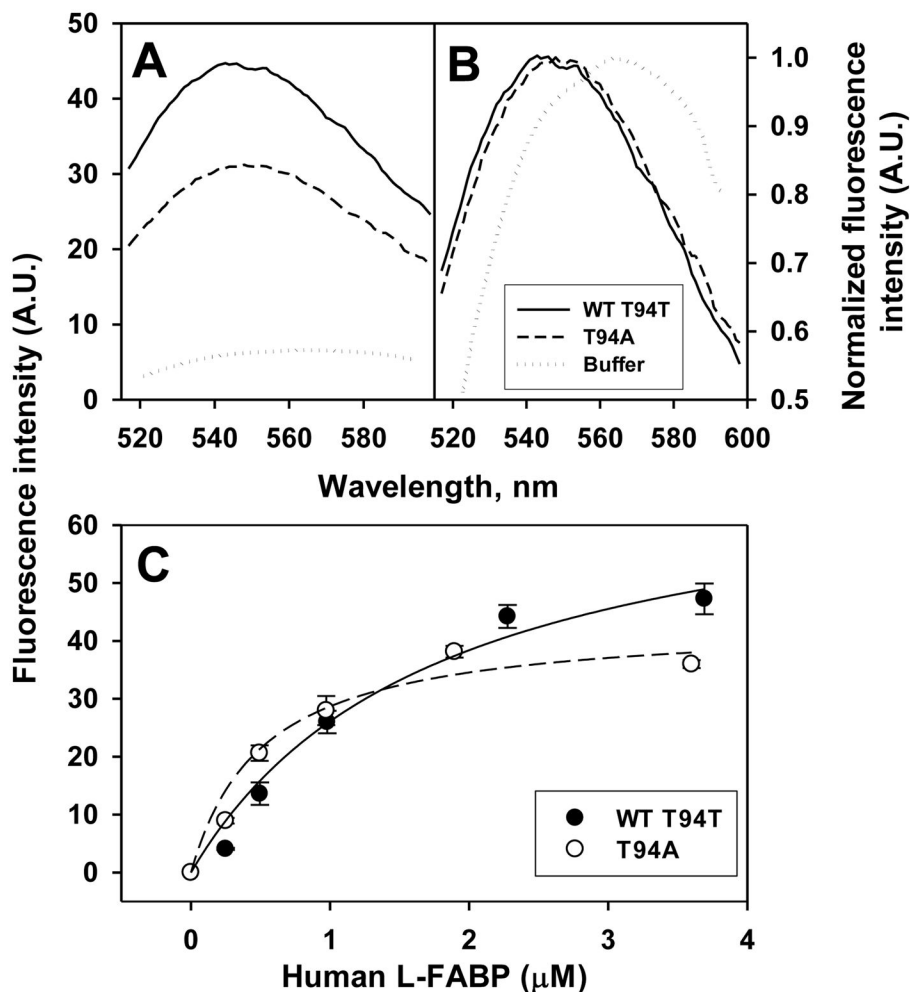 50
40
30
20
10
0
A
B
1.0
0.9
0.8
0.7
0.6
0.5
WT T94T
T94A
Buffer
520 540 560 580
520 540 560 580 600
Wavelength, nm
Normalized fluorescence
intensity (A.U.)
Fluorescence intensity (A.U.)
60
50
40
30
20
10
0
C
WT T94T
T94A
0 1 2 3 4
Human L-FABP (μM)